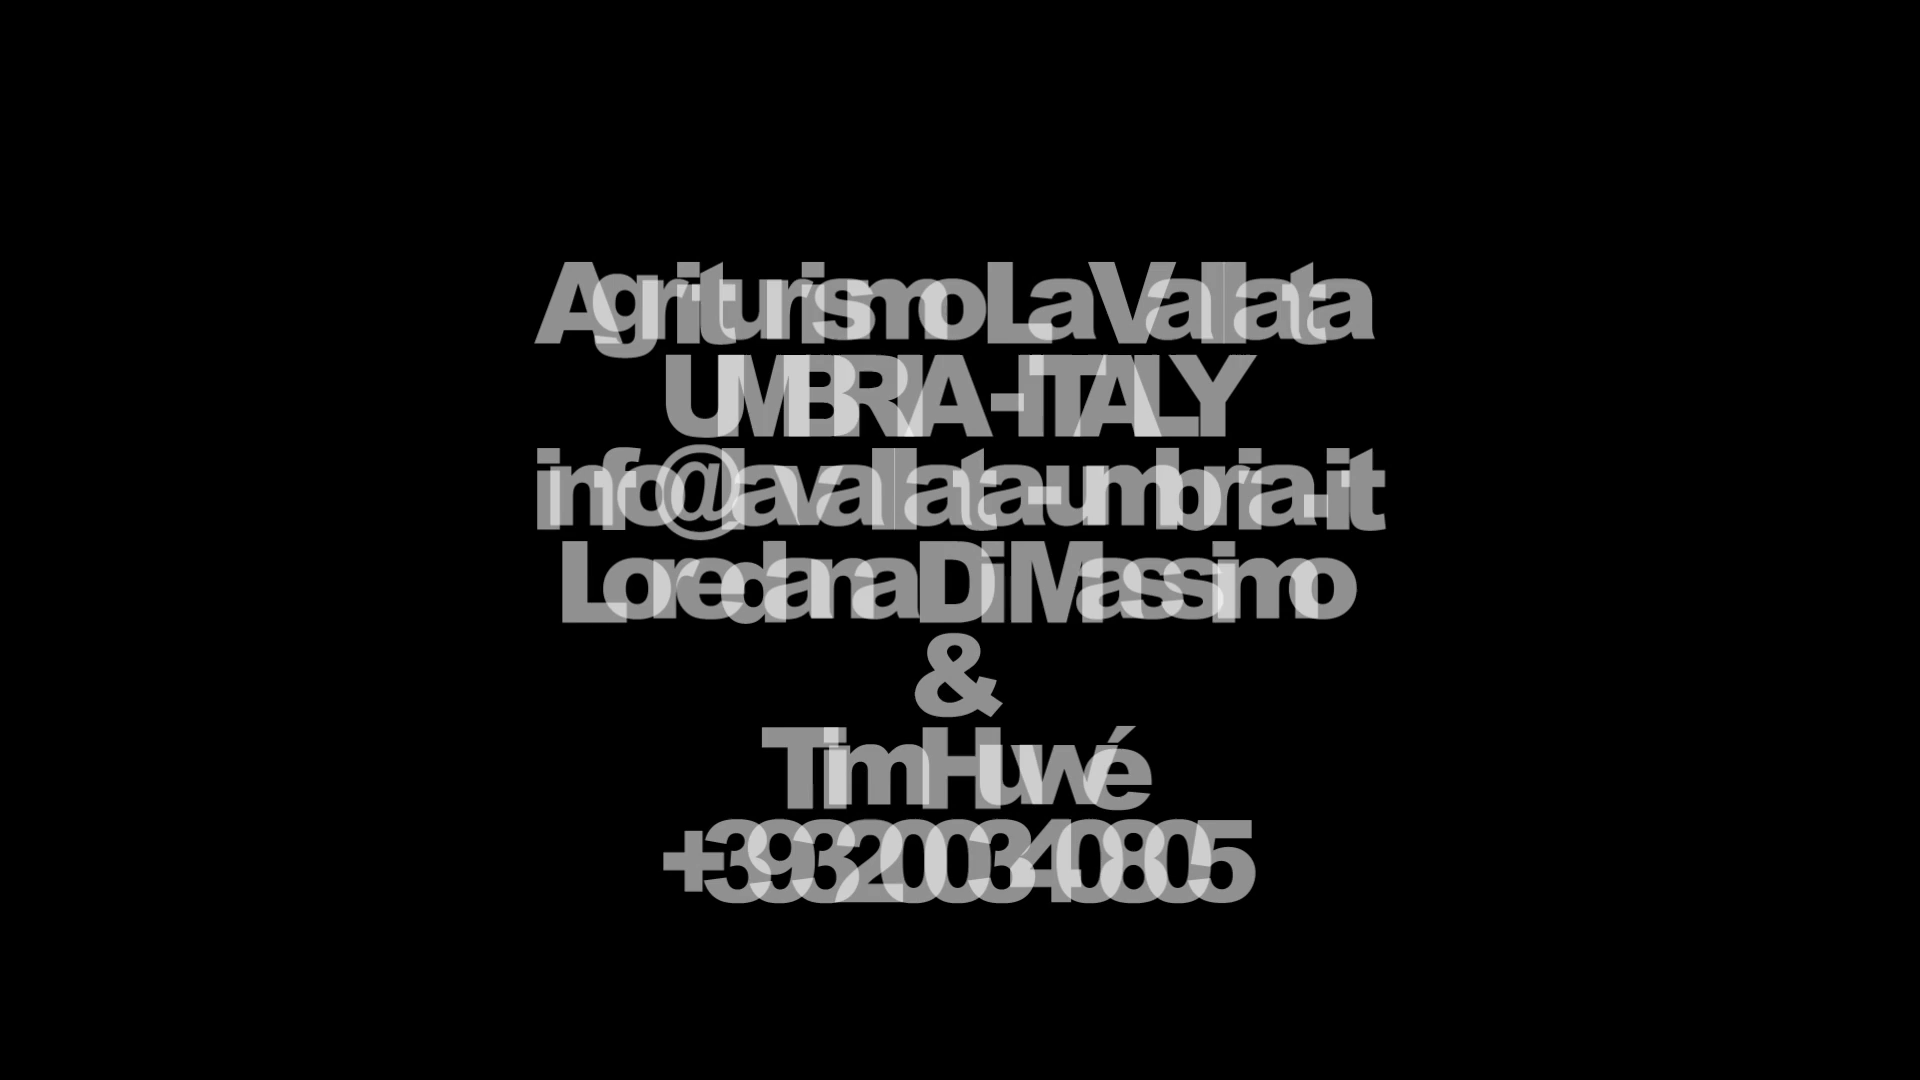 Agriturismo La Vallata
UMBRIA - ITALY
info@lavallata-umbria-it
Loredana Di Massimo
&
Tim Huwé
+393200340805